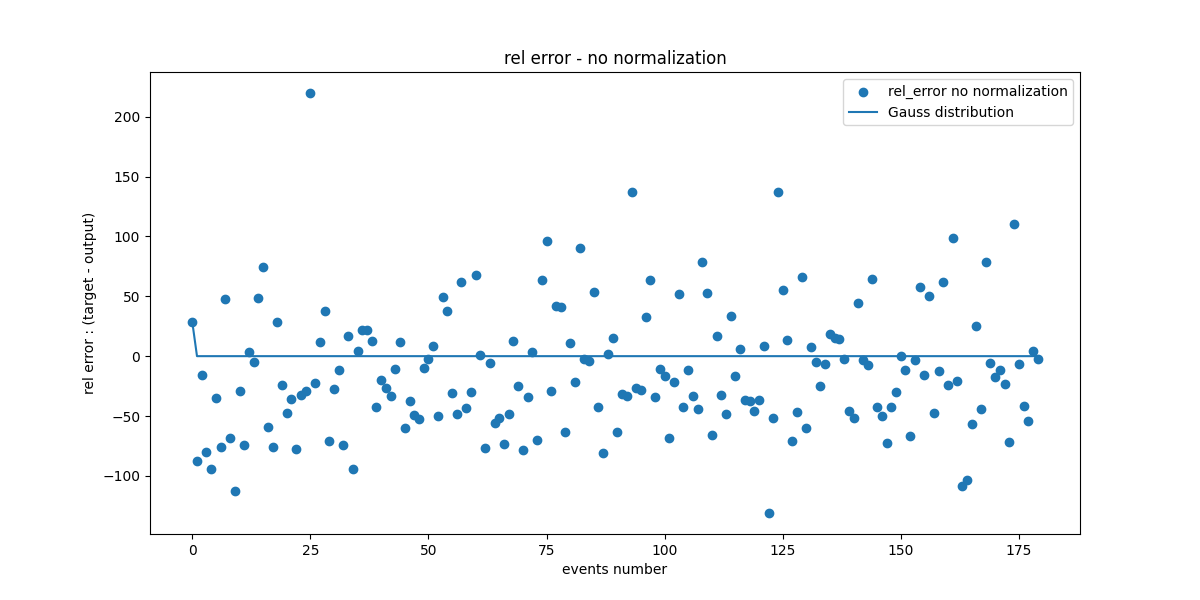 rel error - no normalization
rel_error no normalization
Gauss distribution
rel error : (target - output)
200
150
100
50
0
−50
−100
0 25 50 75 100 125 150 175
events number